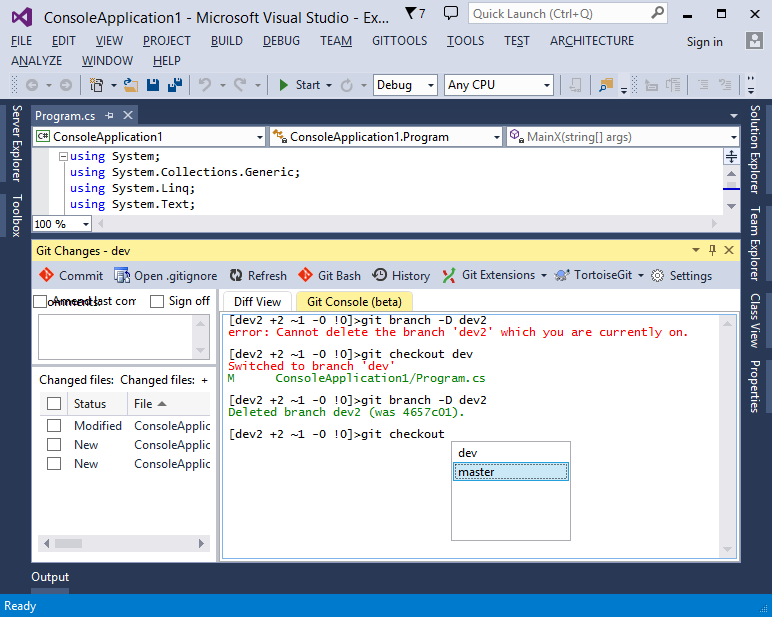 ConsoleApplication1 - Microsoft Visual Studio - Ex...
7
Quick Launch (Ctrl+Q)
FILE EDIT VIEW PROJECT BUILD DEBUG TEAM GITTOOLS TOOLS TEST ARCHITECTURE Sign in
ANALYZE WINDOW HELP
Start Debug Any CPU
Server Explorer
Toolbox
Program.cs
C# ConsoleApplication1 ConsoleApplication1.Program MainX(string[] args)
using System;
using System.Collections.Generic;
using System.Linq;
using System.Text;
100 %
Git Changes - dev
Commit Open .gitignore Refresh Git Bash History Git Extensions TortoiseGit Settings
Comments: Amend last com Sign off
Changed files: Changed files: +
Status File
Modified ConsoleApplic
New ConsoleApplic
New ConsoleApplic
Diff View Git Console (beta)
[dev2 +2 ~1 -0 !0]>git branch -D dev2
error: Cannot delete the branch 'dev2' which you are currently on.
[dev2 +2 ~1 -0 !0]>git checkout dev
Switched to branch 'dev'
M ConsoleApplication1/Program.cs
[dev2 +2 ~1 -0 !0]>git branch -D dev2
Deleted branch dev2 (was 4657c01).
[dev2 +2 ~1 -0 !0]>git checkout
dev
master
Solution Explorer
Team Explorer
Class View
Properties
Output
Ready